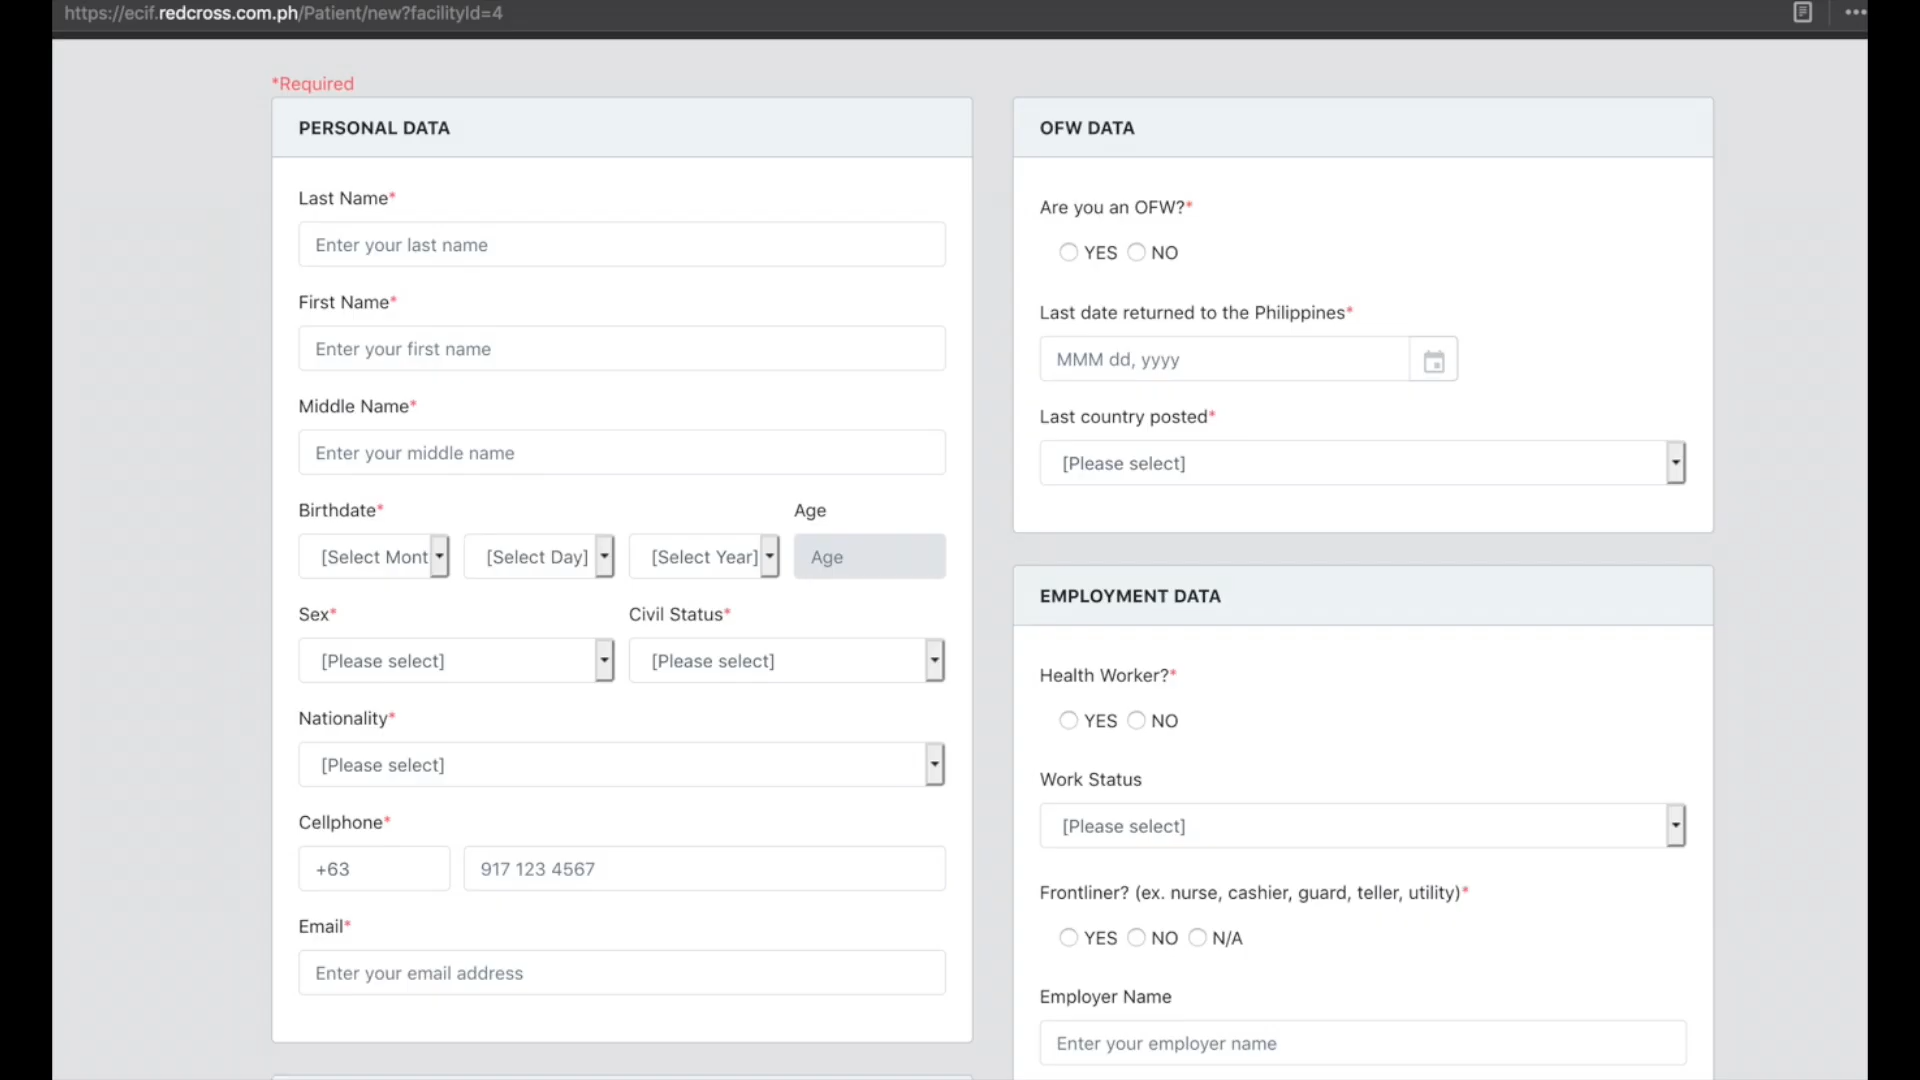 https://ecif.redcross.com.ph/Patient/new?facilityId=4
*Required
PERSONAL DATA
Last Name*
Enter your last name
First Name*
Enter your first name
Middle Name*
Enter your middle name
Birthdate*
Age
[Select Mont
[Select Day]
[Select Year]
Age
Sex*
Civil Status*
[Please select]
[Please select]
Nationality*
[Please select]
Cellphone*
+63
917 123 4567
Email*
Enter your email address
OFW DATA
Are you an OFW?*
YES NO
Last date returned to the Philippines*
MMM dd, yyyy
Last country posted*
[Please select]
EMPLOYMENT DATA
Health Worker?*
YES NO
Work Status
[Please select]
Frontliner? (ex. nurse, cashier, guard, teller, utility)*
YES NO N/A
Employer Name
Enter your employer name